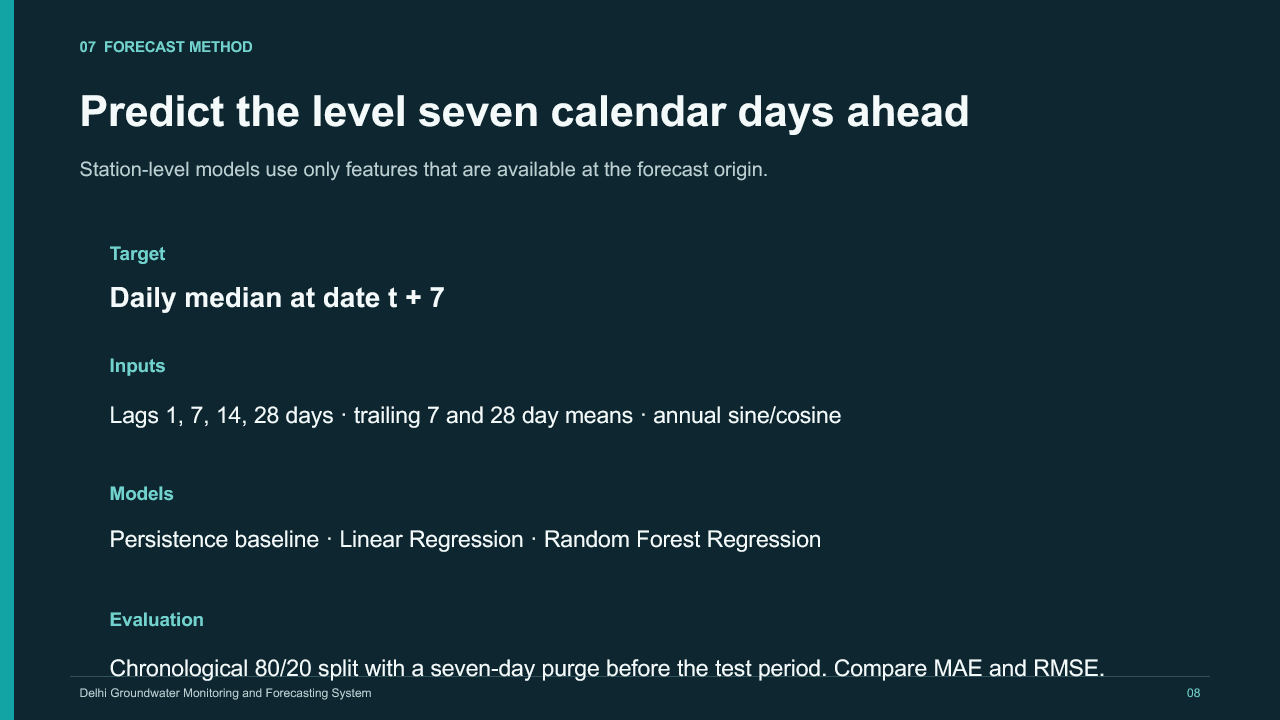 07 FORECAST METHOD
Predict the level seven calendar days ahead
Station-level models use only features that are available at the forecast origin.
Target
Daily median at date t + 7
Inputs
Lags 1, 7, 14, 28 days · trailing 7 and 28 day means · annual sine/cosine
Models
Persistence baseline · Linear Regression · Random Forest Regression
Evaluation
Chronological 80/20 split with a seven-day purge before the test period. Compare MAE and RMSE.
Delhi Groundwater Monitoring and Forecasting System
08